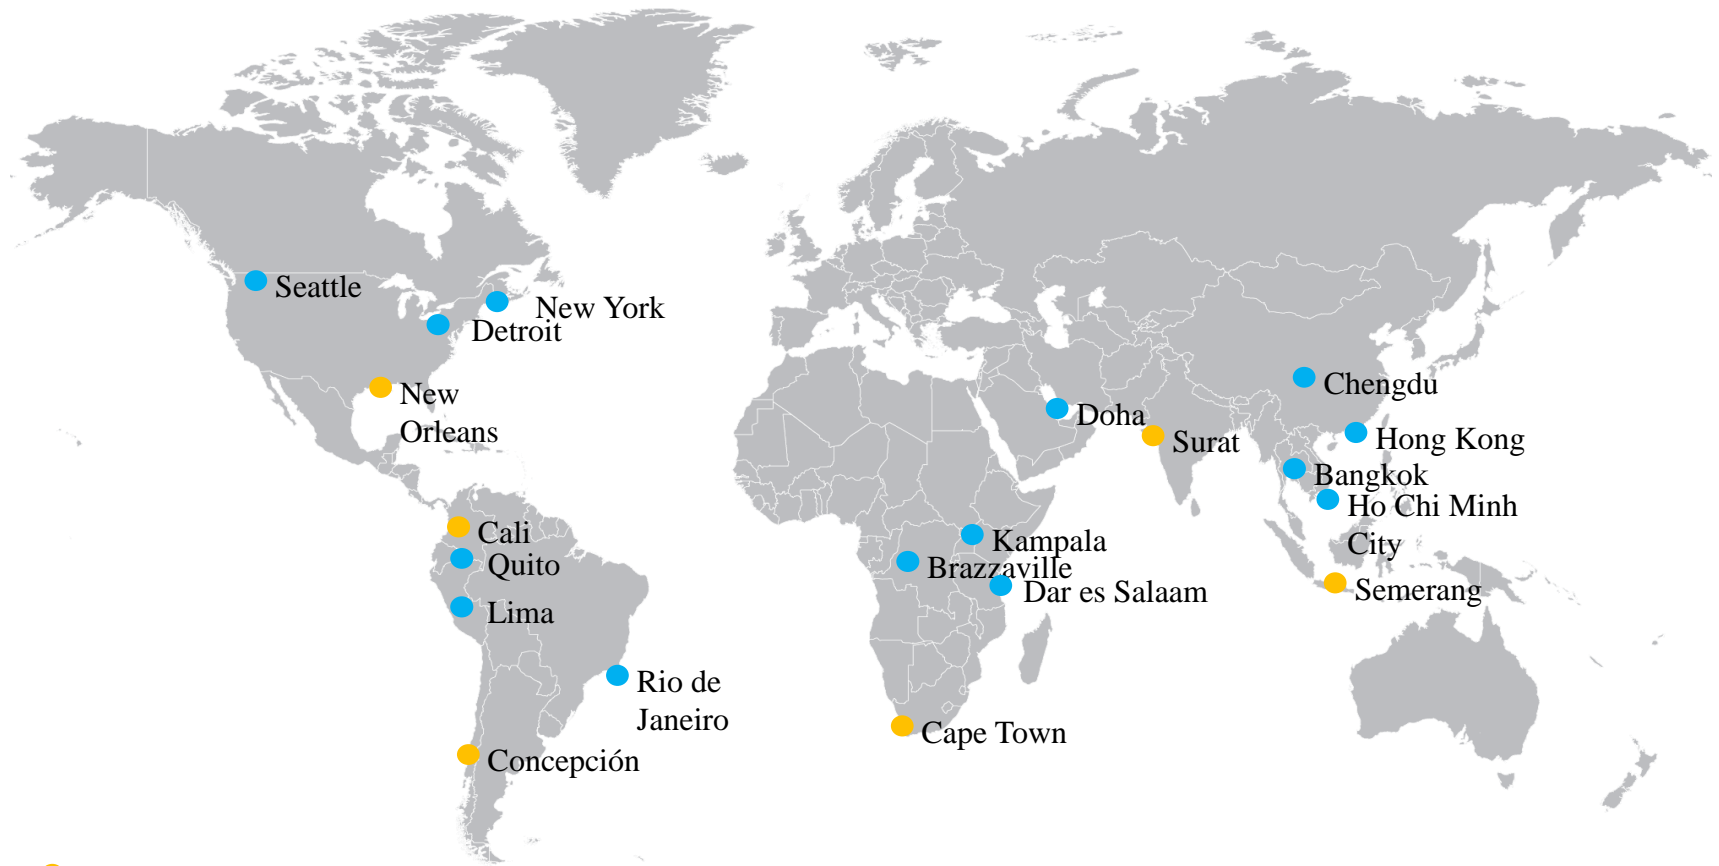 Seattle
New York
Detroit
New
Orleans
Chengdu
Doha
Surat
Hong Kong
Bangkok
Ho Chi Minh
City
Cali
Quito
Kampala
Brazzaville
Dar es Salaam
Semerang
Lima
Rio de
Janeiro
Cape Town
Concepción